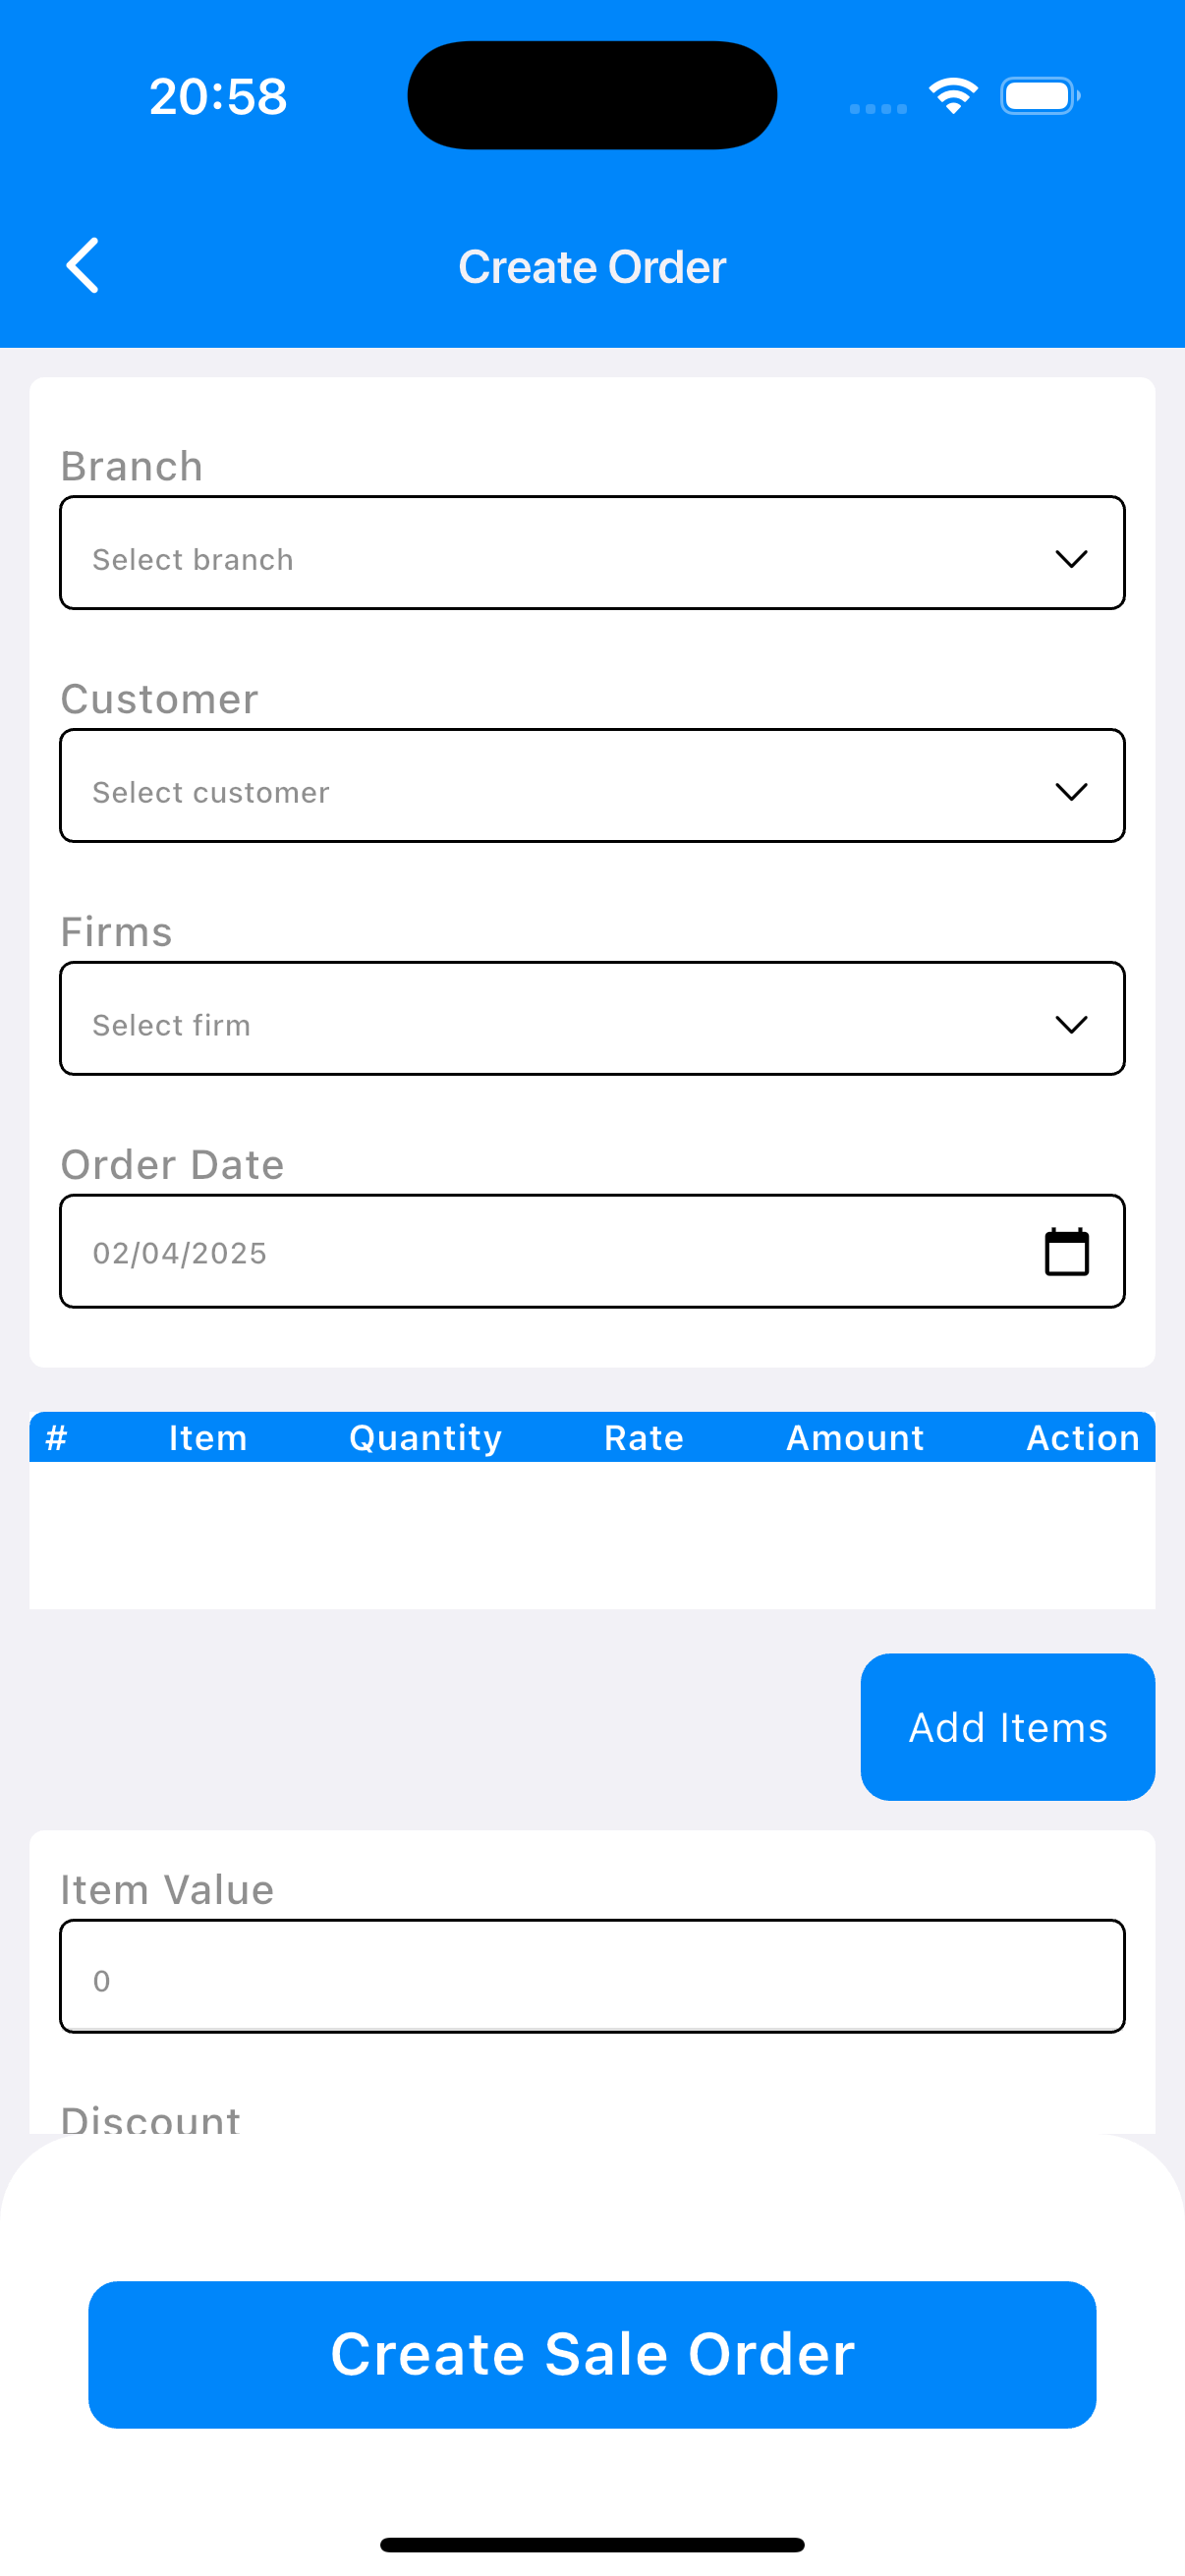 20:58
Create Order
Branch
Select branch
Customer
Select customer
Firms
Select firm
Order Date
02/04/2025
# Item Quantity Rate Amount Action
Add Items
Item Value
0
Discount
Create Sale Order